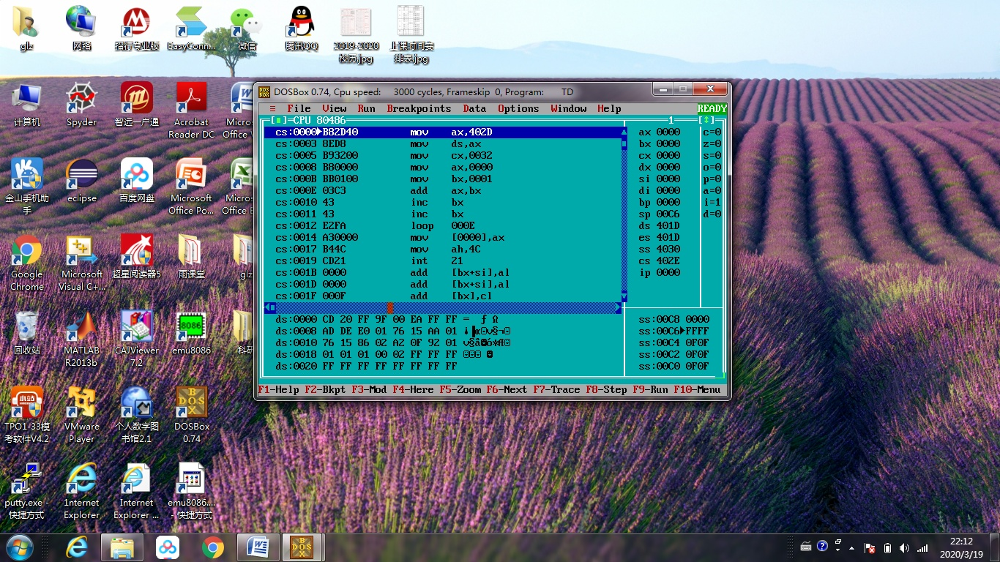 glz
网络
招行专业版
EasyConn...
微信
腾讯QQ
2019-2020
校历.jpg
上课时间安
排表.jpg
计算机
Spyder
智远一户通
Acrobat
Reader DC
Micros
Office W
金山手机助
手
eclipse
百度网盘
Microsoft
Office Po...
Micros
Office E
Google
Chrome
Microsoft
Visual C+...
超星阅读器5
雨课堂
glz
回收站
MATLAB
R2013b
CAJViewer
7.2
8086
emu8086
科研
小站
TPO
TPO1-33模
考软件V4.2
VMware
Player
个人数字图
书馆2.1
DOSBox
0.74
putty.exe -
快捷方式
1nternet
Explorer
Internet
Explorer ...
emu8086....
- 快捷方式
DOSBox 0.74, Cpu speed: 3000 cycles, Frameskip 0, Program: TD
≡ File View Run Breakpoints Data Options Window Help READY
[■]=CPU 80486 1 [↕]
cs:0000►B82D40 mov ax,402D
cs:0003 8ED8 mov ds,ax
cs:0005 B93200 mov cx,0032
cs:0008 B80000 mov ax,0000
cs:000B BB0100 mov bx,0001
cs:000E 03C3 add ax,bx
cs:0010 43 inc bx
cs:0011 43 inc bx
cs:0012 E2FA loop 000E
cs:0014 A30000 mov [0000],ax
cs:0017 B44C mov ah,4C
cs:0019 CD21 int 21
cs:001B 0000 add [bx+si],al
cs:001D 0000 add [bx+si],al
cs:001F 000F add [bx],cl
ax 0000 c=0
bx 0000 z=0
cx 0000 s=0
dx 0000 o=0
si 0000 p=0
di 0000 a=0
bp 0000 i=1
sp 00C6 d=0
ds 401D
es 401D
ss 4030
cs 402E
ip 0000
ds:0000 CD 20 FF 9F 00 EA FF FF = ƒ Ω
ds:0008 AD DE E0 01 76 15 AA 01
ds:0010 76 15 86 02 A2 0F 92 01
ds:0018 01 01 01 00 02 FF FF FF
ds:0020 FF FF FF FF FF FF FF FF
ss:00C8 0000
ss:00C6►FFFF
ss:00C4 0F0F
ss:00C2 0F0F
ss:00C0 0F0F
F1-Help F2-Bkpt F3-Mod F4-Here F5-Zoom F6-Next F7-Trace F8-Step F9-Run F10-Menu
22:12
2020/3/19